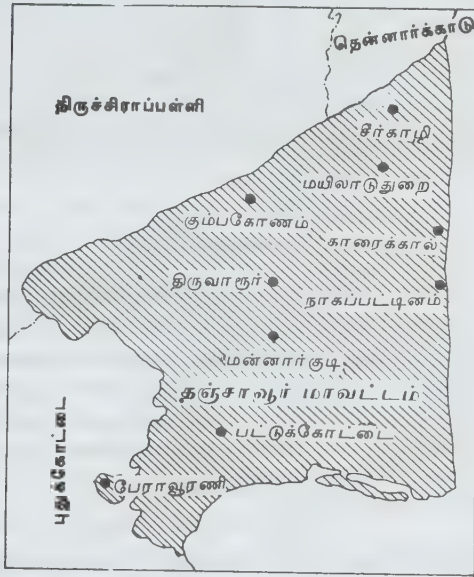 தென்னார்க்காடு
திருச்சிராப்பள்ளி
சீர்காழி
மயிலாடுதுறை
கும்பகோணம்
காரைக்கால்
திருவாரூர்
நாகப்பட்டினம்
மன்னார்குடி
தஞ்சாவூர் மாவட்டம்
பட்டுக்கோட்டை
புதுக்கோட்டை
பேராவூரணி